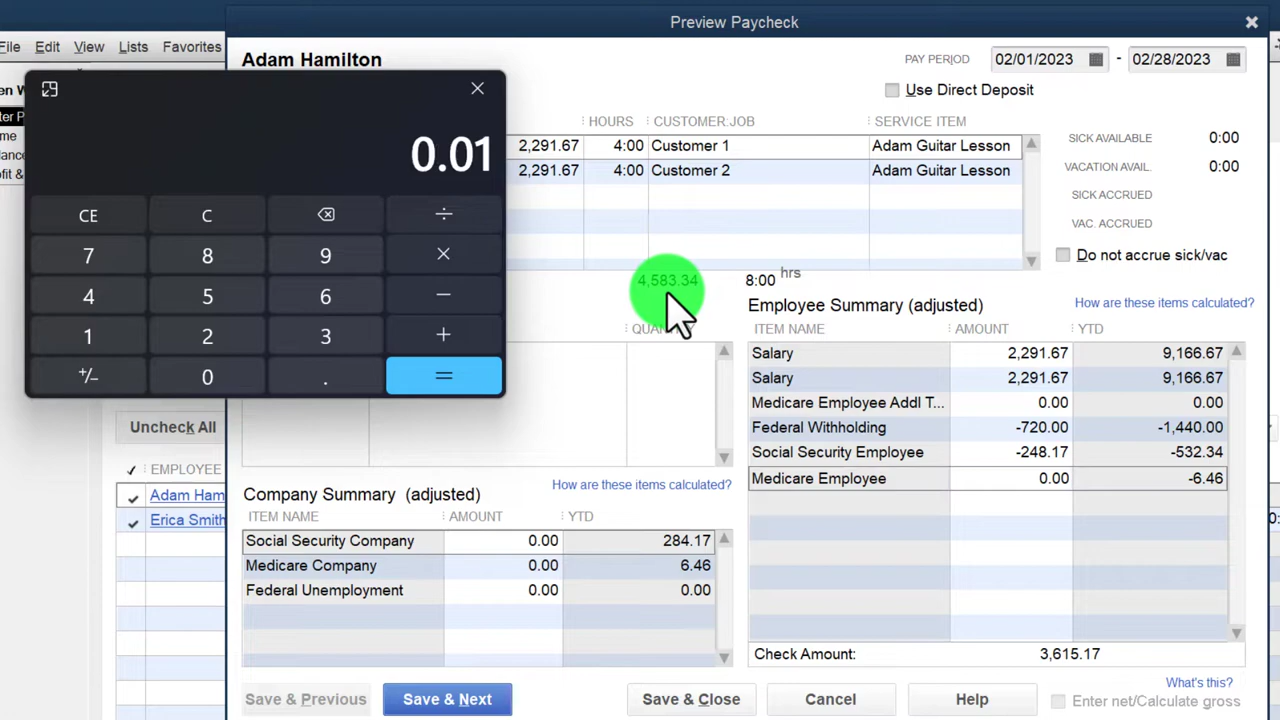 Preview Paycheck
File Edit View Lists Favorites
Adam Hamilton
PAY PERIOD 02/01/2023 - 02/28/2023
Use Direct Deposit
0.01
CE C ÷
7 8 9 ×
4 5 6 −
1 2 3 +
+/− 0 . =
HOURS CUSTOMER:JOB SERVICE ITEM
2,291.67 4:00 Customer 1 Adam Guitar Lesson
2,291.67 4:00 Customer 2 Adam Guitar Lesson
4,583.34 8:00 hrs
SICK AVAILABLE 0:00
VACATION AVAIL. 0:00
SICK ACCRUED
VAC. ACCRUED
Do not accrue sick/vac
Employee Summary (adjusted) How are these items calculated?
ITEM NAME AMOUNT YTD
Salary 2,291.67 9,166.67
Salary 2,291.67 9,166.67
Medicare Employee Addl T... 0.00 0.00
Federal Withholding -720.00 -1,440.00
Social Security Employee -248.17 -532.34
Medicare Employee 0.00 -6.46
Check Amount: 3,615.17
Uncheck All
EMPLOYEE
Adam Ham
Erica Smith
Company Summary (adjusted) How are these items calculated?
ITEM NAME AMOUNT YTD
Social Security Company 0.00 284.17
Medicare Company 0.00 6.46
Federal Unemployment 0.00 0.00
What's this?
Save & Previous Save & Next Save & Close Cancel Help Enter net/Calculate gross